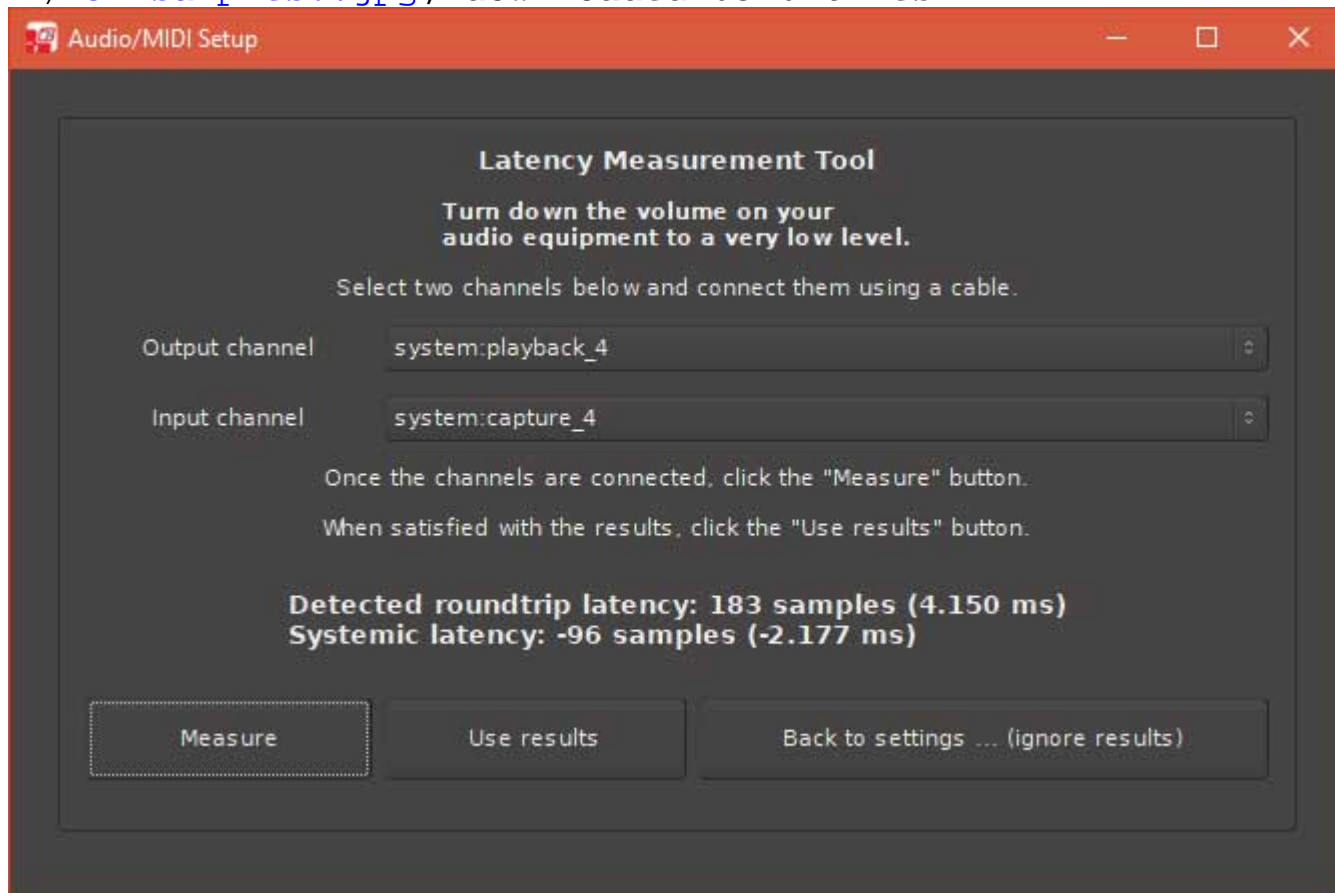 Audio/MIDI Setup
Latency Measurement Tool
Turn down the volume on your
audio equipment to a very low level.
Select two channels below and connect them using a cable.
Output channel system:playback_4
Input channel system:capture_4
Once the channels are connected, click the "Measure" button.
When satisfied with the results, click the "Use results" button.
Detected roundtrip latency: 183 samples (4.150 ms)
Systemic latency: -96 samples (-2.177 ms)
Measure Use results Back to settings ... (ignore results)